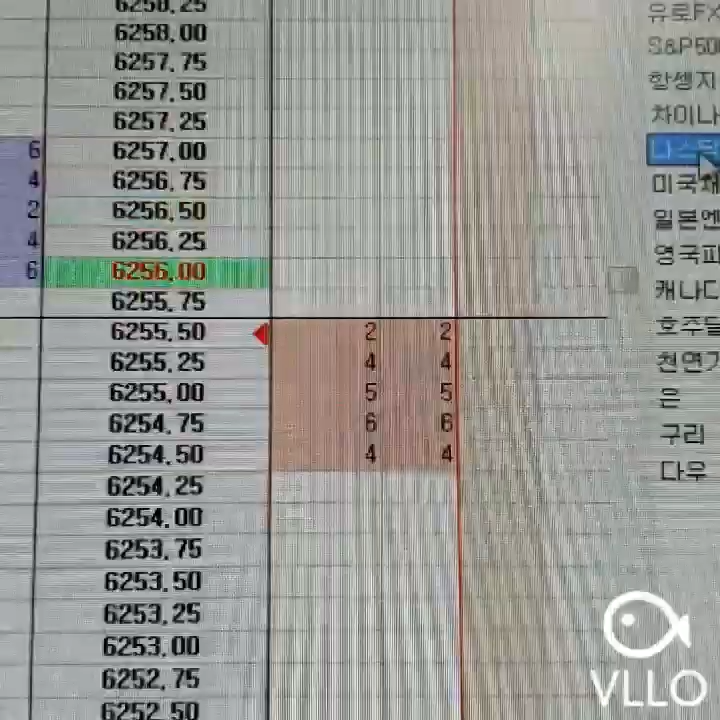 6258.25
6258.00
6257.75
6257.50
6257.25
6 6257.00
4 6256.75
2 6256.50
4 6256.25
6 6256.00
6255.75
6255.50 2 2
6255.25 4 4
6255.00 5 5
6254.75 6 6
6254.50 4 4
6254.25
6254.00
6253.75
6253.50
6253.25
6253.00
6252.75
6252.50
유로FX
S&P500
항셍지
차이나
나스닥
미국채
일본엔
영국파
캐나다
호주달
천연가
은
구리
다우
VLLO